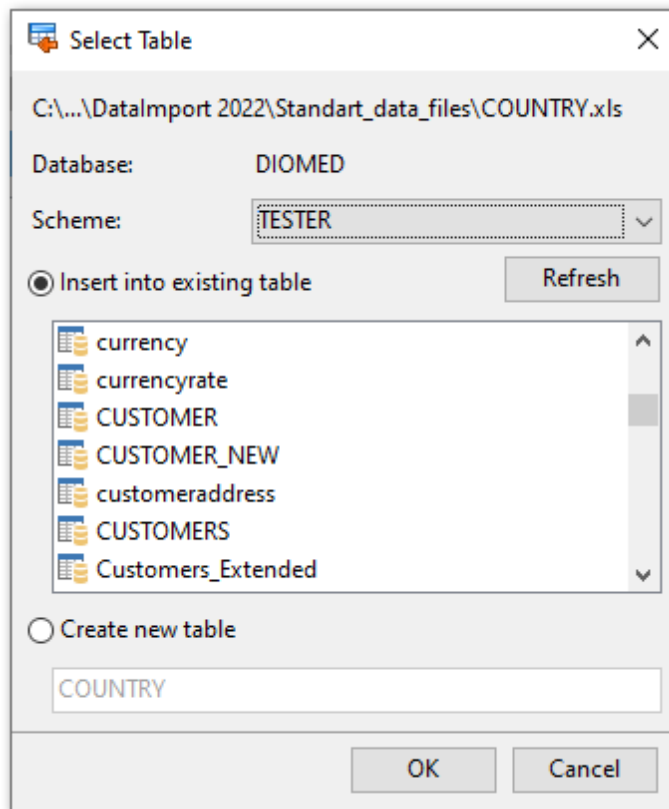 Select Table
C:\...\DataImport 2022\Standart_data_files\COUNTRY.xls
Database: DIOMED
Scheme: TESTER
Insert into existing table Refresh
currency
currencyrate
CUSTOMER
CUSTOMER_NEW
customeraddress
CUSTOMERS
Customers_Extended
Create new table
COUNTRY
OK Cancel